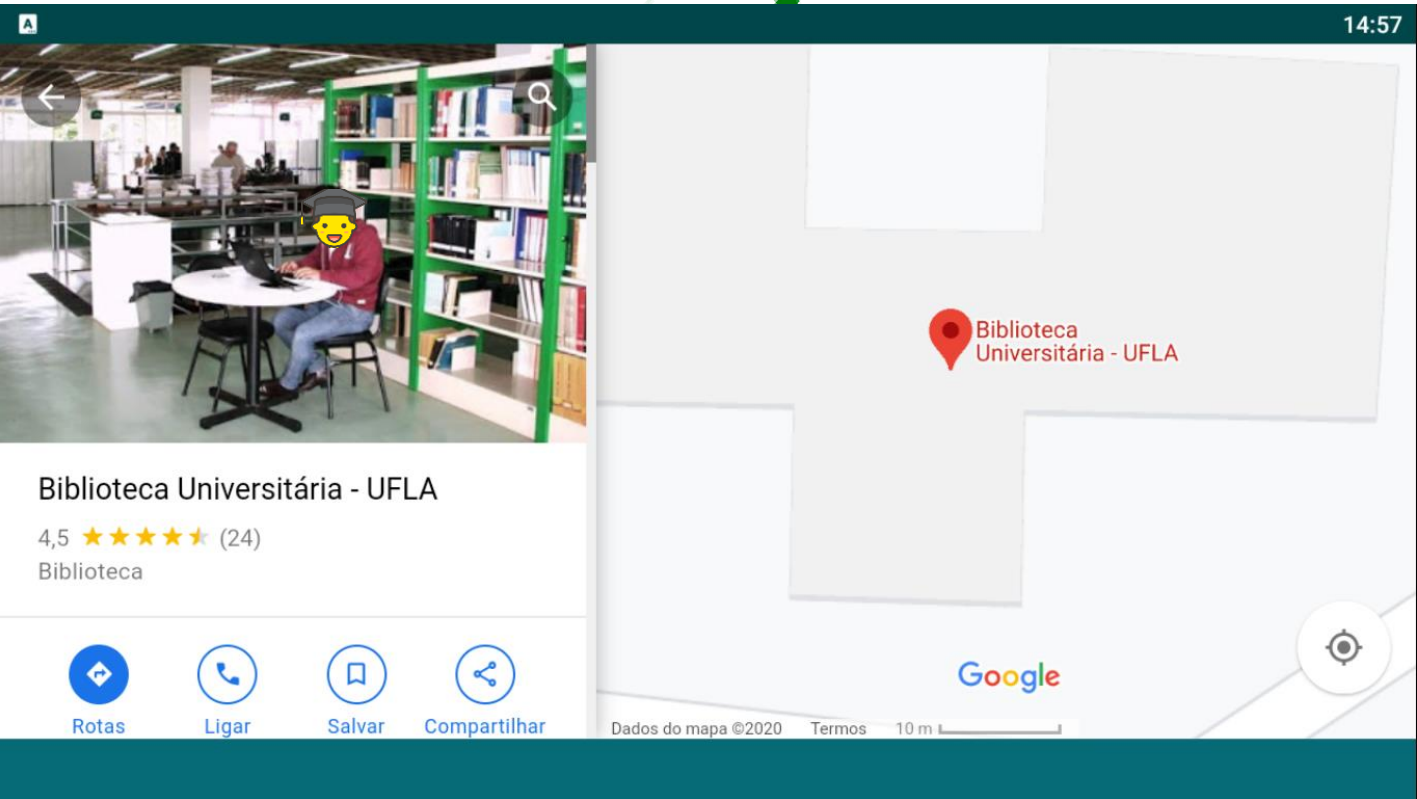 14:57
Biblioteca Universitária - UFLA
4,5 (24)
Biblioteca
Rotas
Ligar
Salvar
Compartilhar
Biblioteca
Universitária - UFLA
Google
Dados do mapa ©2020
Termos
10 m